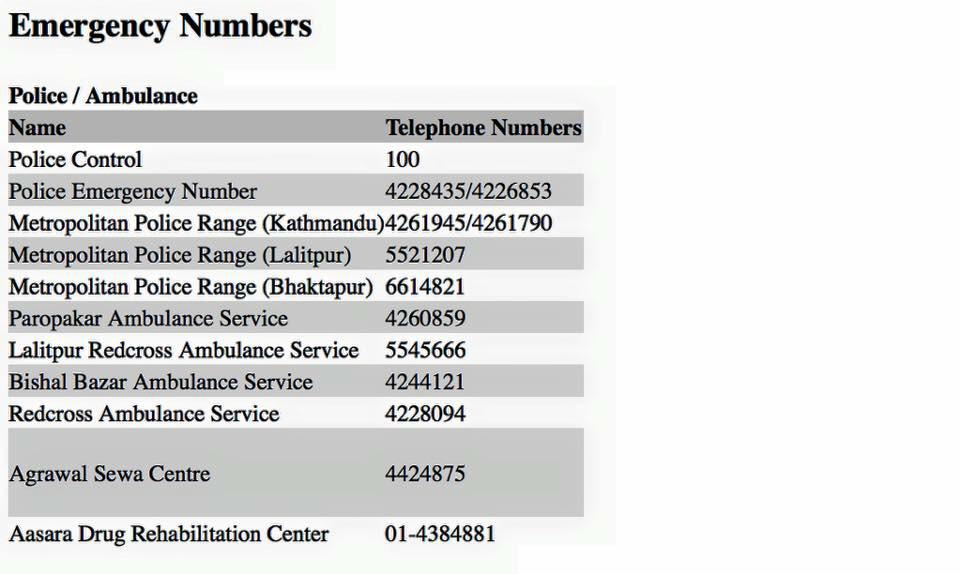 Emergency Numbers
Police / Ambulance
Name Telephone Numbers
Police Control 100
Police Emergency Number 4228435/4226853
Metropolitan Police Range (Kathmandu)4261945/4261790
Metropolitan Police Range (Lalitpur) 5521207
Metropolitan Police Range (Bhaktapur) 6614821
Paropakar Ambulance Service 4260859
Lalitpur Redcross Ambulance Service 5545666
Bishal Bazar Ambulance Service 4244121
Redcross Ambulance Service 4228094
Agrawal Sewa Centre 4424875
Aasara Drug Rehabilitation Center 01-4384881